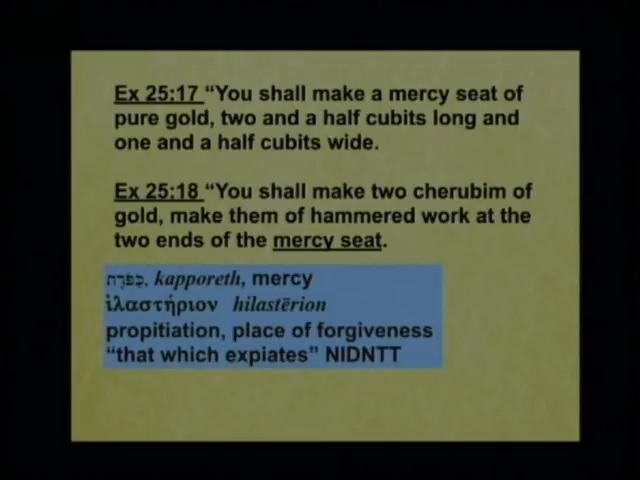 Ex 25:17 “You shall make a mercy seat of
pure gold, two and a half cubits long and
one and a half cubits wide.
Ex 25:18 “You shall make two cherubim of
gold, make them of hammered work at the
two ends of the mercy seat.
כַּפֹּרֶת, kapporeth, mercy
ἱλαστήριον hilastērion
propitiation, place of forgiveness
“that which expiates” NIDNTT